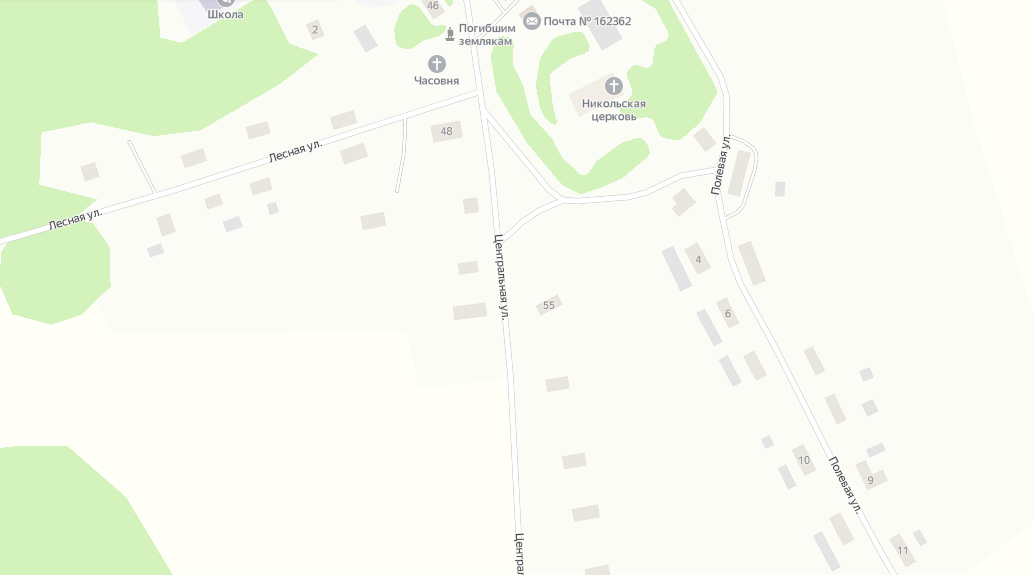 Школа
46
2
Погибшим
землякам
Почта № 162362
Часовня
Никольская
церковь
48
Лесная ул.
Лесная ул.
Полевая ул.
Центральная ул.
4
55
6
10
9
Полевая ул.
11
Централ